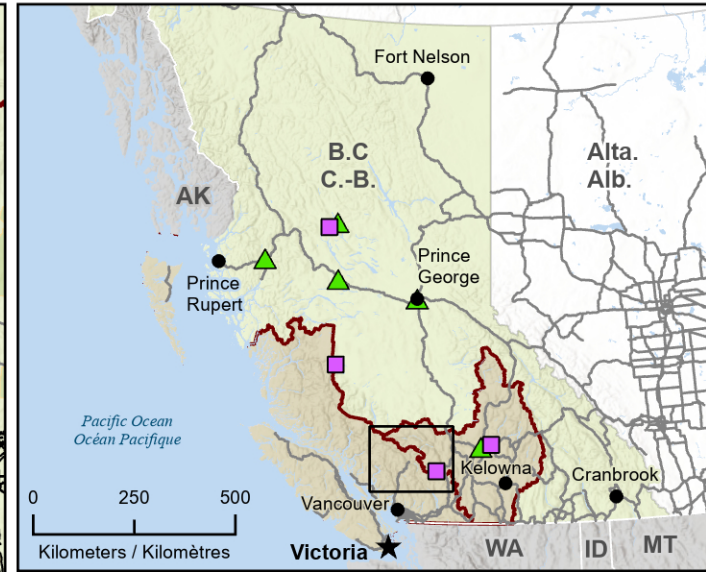 Fort Nelson
B.C
C.-B.
Alta.
Alb.
AK
Prince
George
Prince
Rupert
Pacific Ocean
Océan Pacifique
Kelowna
Cranbrook
0 250 500
Vancouver
Kilometers / Kilomètres
Victoria
WA
ID
MT